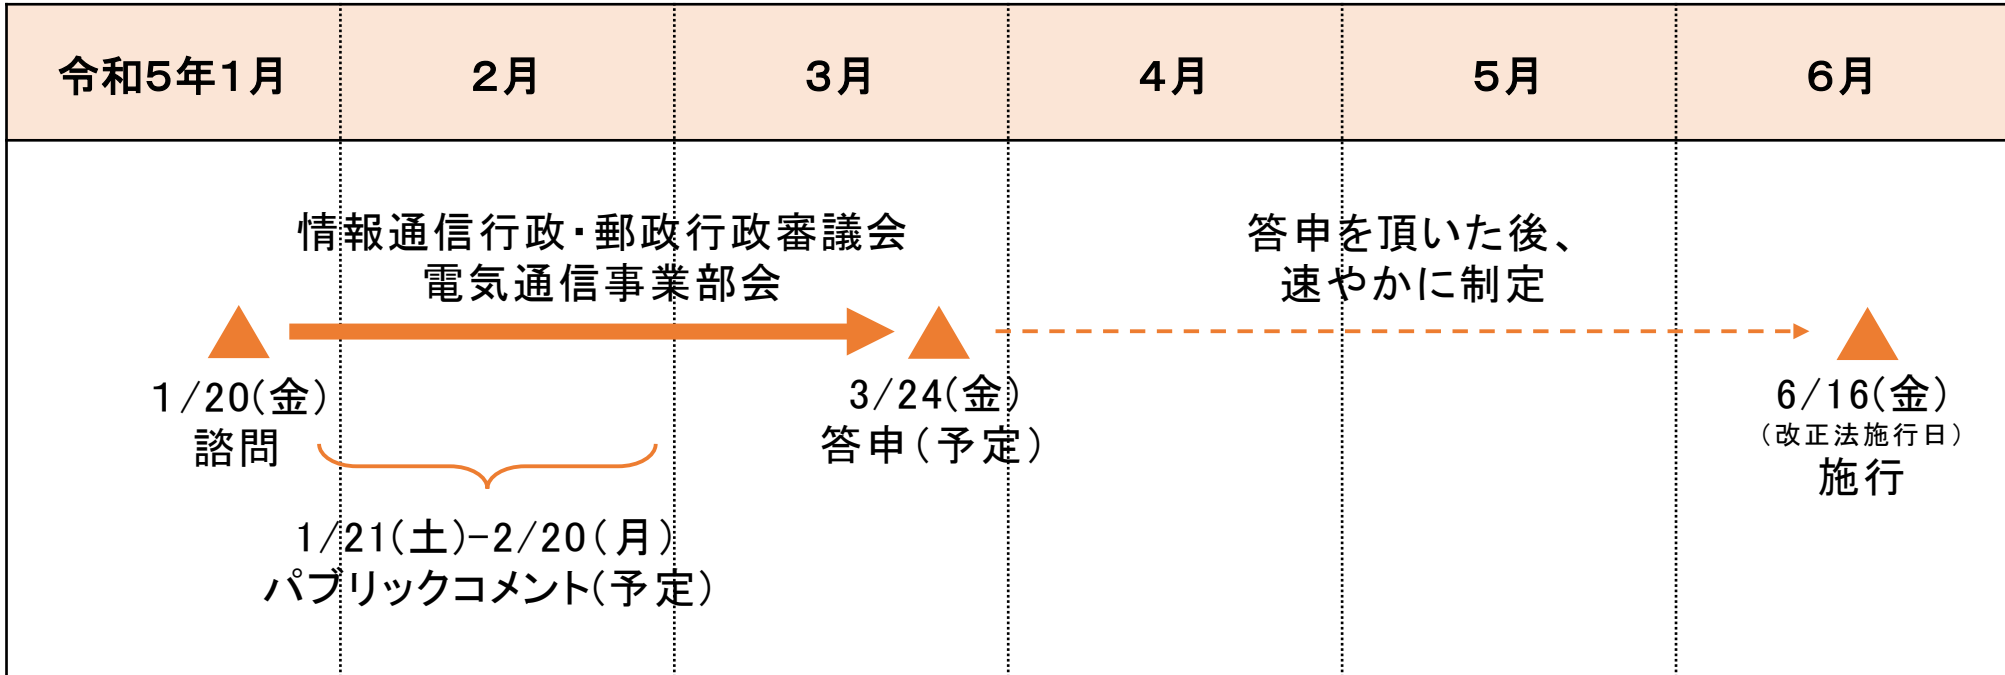 令和5年1月
2月
3月
4月
5月
6月
情報通信行政・郵政行政審議会
電気通信事業部会
答申を頂いた後、
速やかに制定
1/20(金)
諮問
3/24(金)
答申(予定)
6/16(金)
(改正法施行日)
施行
1/21(土)-2/20(月)
パブリックコメント(予定)